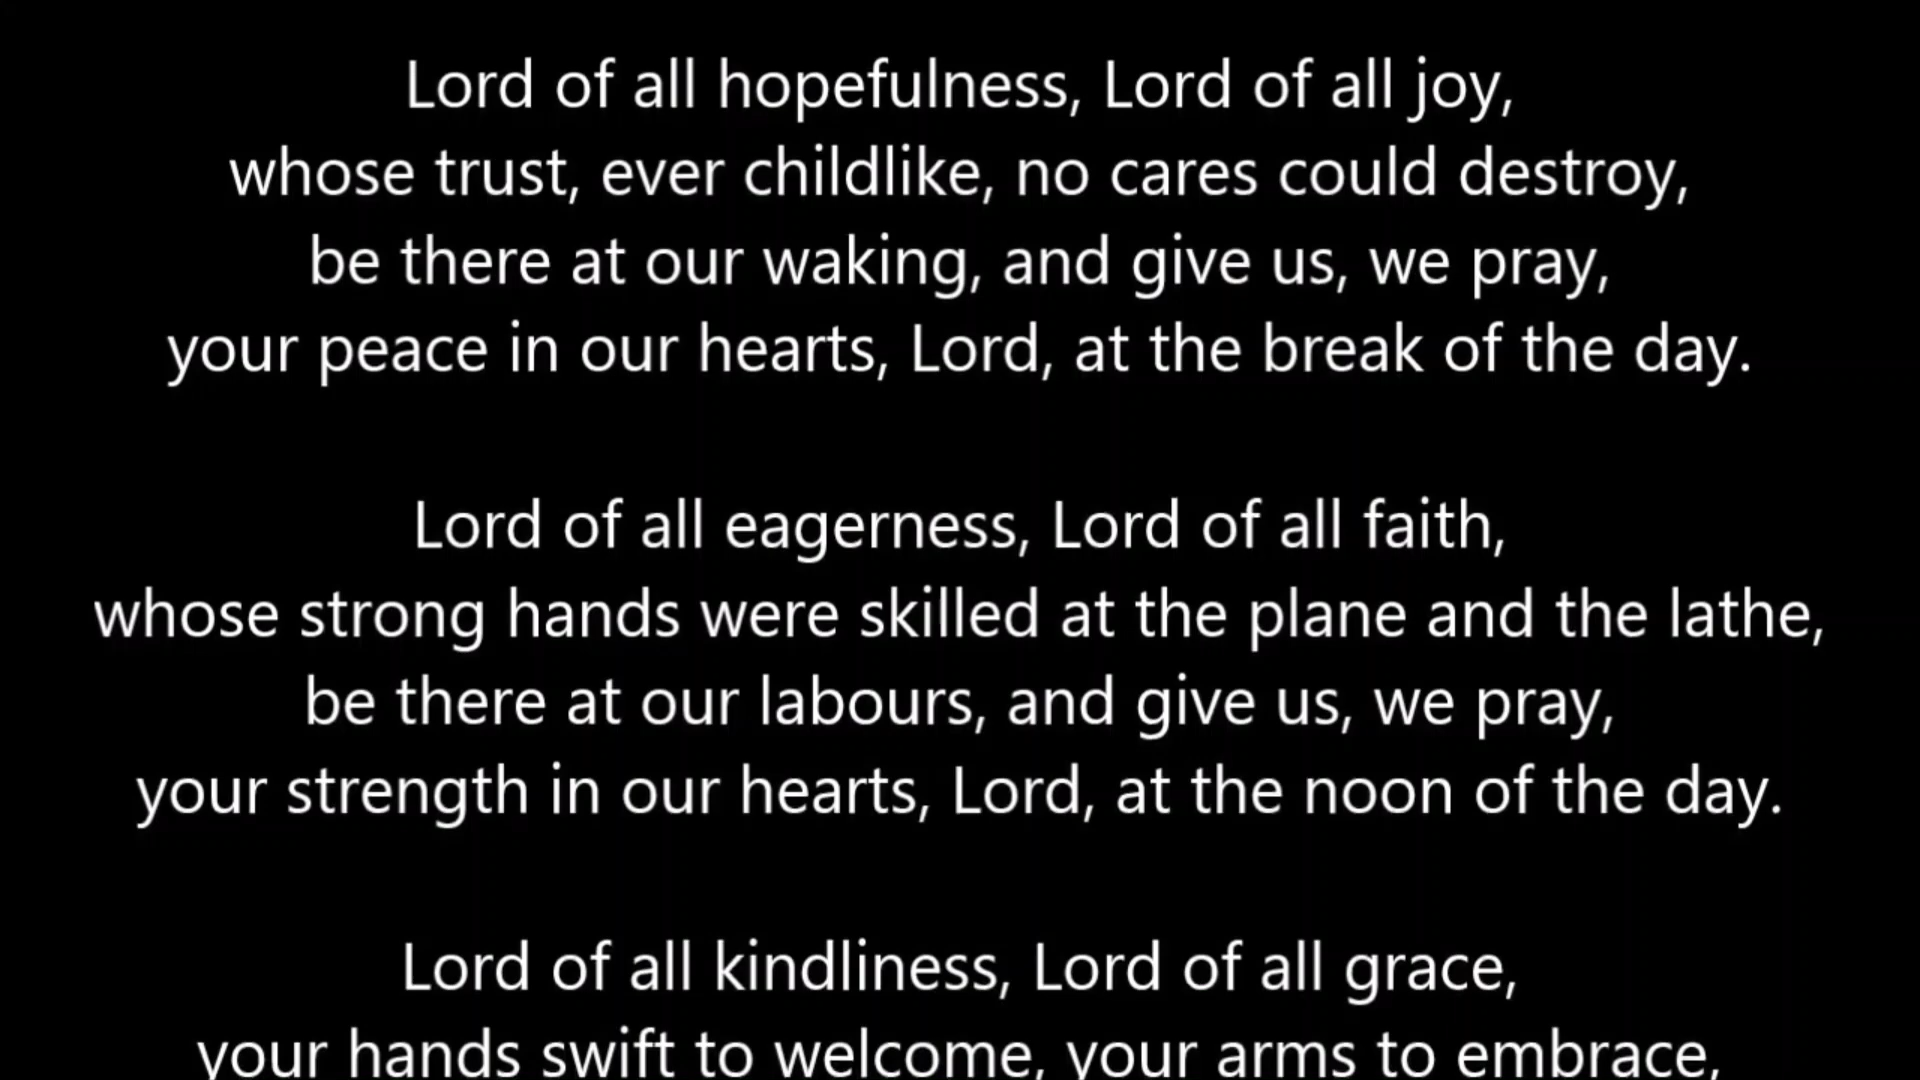 Lord of all hopefulness, Lord of all joy,
whose trust, ever childlike, no cares could destroy,
be there at our waking, and give us, we pray,
your peace in our hearts, Lord, at the break of the day.
Lord of all eagerness, Lord of all faith,
whose strong hands were skilled at the plane and the lathe,
be there at our labours, and give us, we pray,
your strength in our hearts, Lord, at the noon of the day.
Lord of all kindliness, Lord of all grace,
your hands swift to welcome, your arms to embrace,